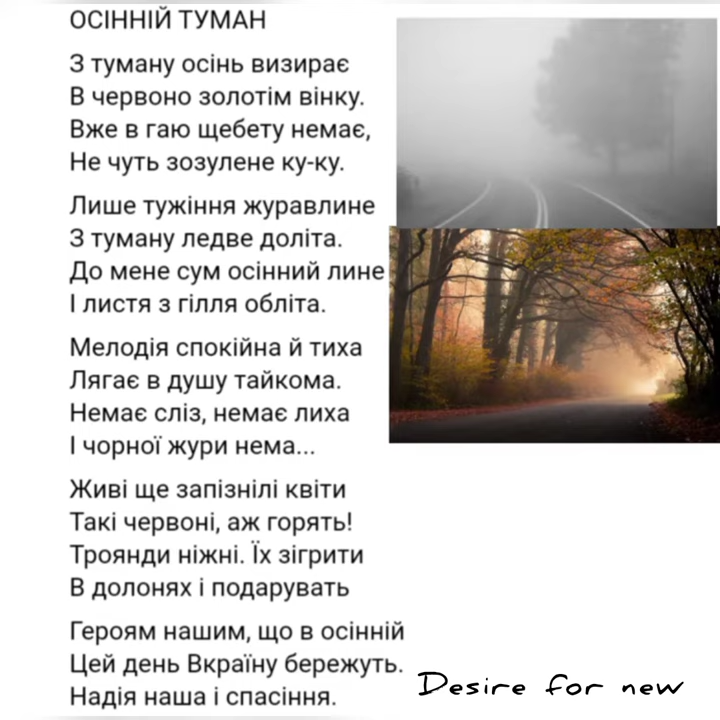 ОСІННІЙ ТУМАН
З туману осінь визирає
В червоно золотім вінку.
Вже в гаю щебету немає,
Не чуть зозулене ку-ку.
Лише тужіння журавлине
З туману ледве доліта.
До мене сум осінний лине
І листя з гілля обліта.
Мелодія спокійна й тиха
Лягає в душу тайкома.
Немає сліз, немає лиха
І чорної жури нема...
Живі ще запізнілі квіти
Такі червоні, аж горять!
Троянди ніжні. Їх зігрити
В долонях і подарувать
Героям нашим, що в осінній
Цей день Вкраїну бережуть.
Надія наша і спасіння.
Desire for new